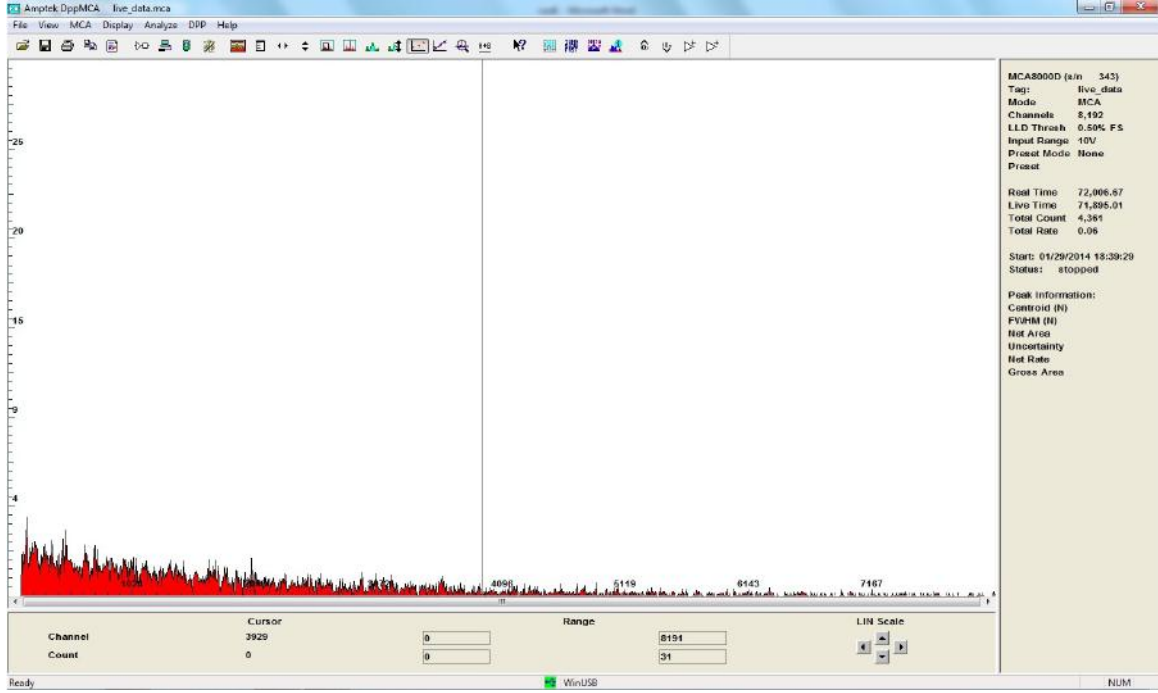 Amptek DppMCA live_data.mca
File View MCA Display Analyze DPP Help
MCA8000D (s/n 343)
Tag: live_data
Mode MCA
Channels 8,192
LLD Thresh 0.50% FS
Input Range 10V
Preset Mode None
Preset
Real Time 72,006.67
Live Time 71,895.01
Total Count 4,361
Total Rate 0.06
Start: 01/29/2014 18:39:29
Status: stopped
Peak Information:
Centroid (N)
FWHM (N)
Net Area
Uncertainty
Net Rate
Gross Area
25
20
15
9
4
4096 5119 6143 7167
Cursor Range LIN Scale
Channel 3929 0 8191
Count 0 0 31
Ready WinUSB NUM